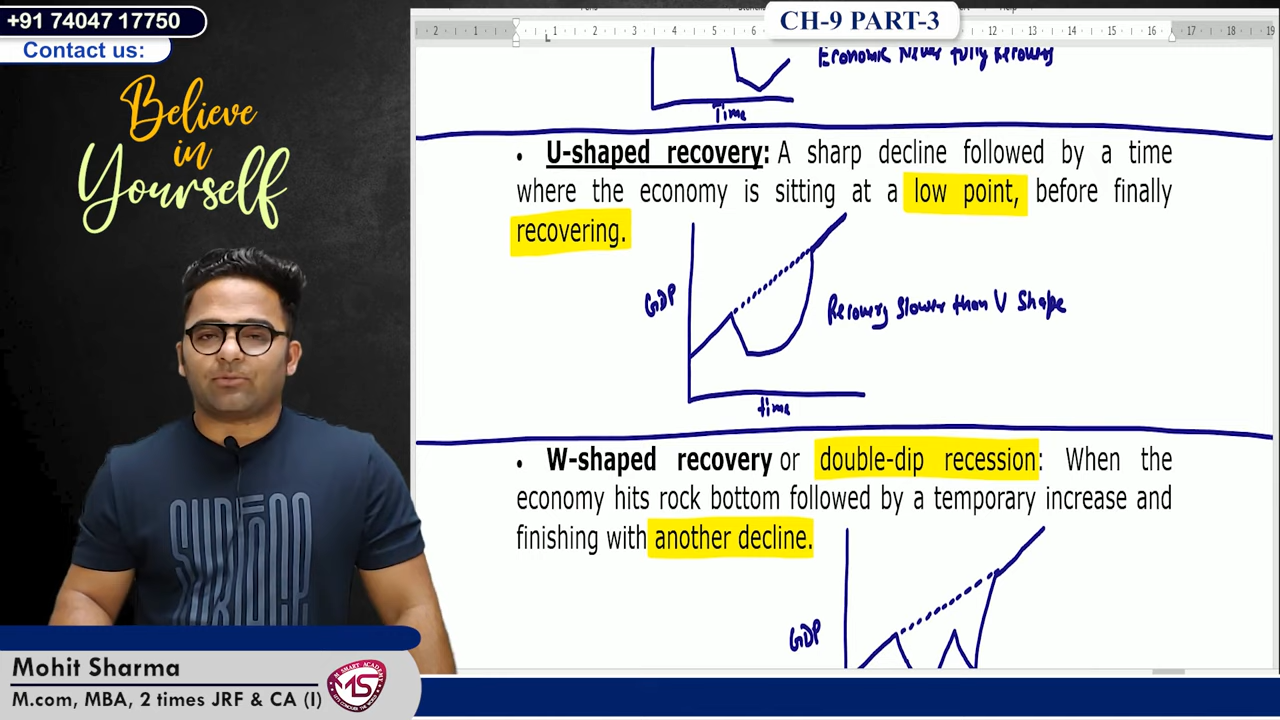 +91 74047 17750
Contact us:
Believe
in
Yourself
CH-9 PART-3
Time
• U-shaped recovery: A sharp decline followed by a time
where the economy is sitting at a low point, before finally
recovering.
GDP
Recovery slower than V shape
time
• W-shaped recovery or double-dip recession: When the
economy hits rock bottom followed by a temporary increase and
finishing with another decline.
GDP
Mohit Sharma
M.com, MBA, 2 times JRF & CA (I)
MS